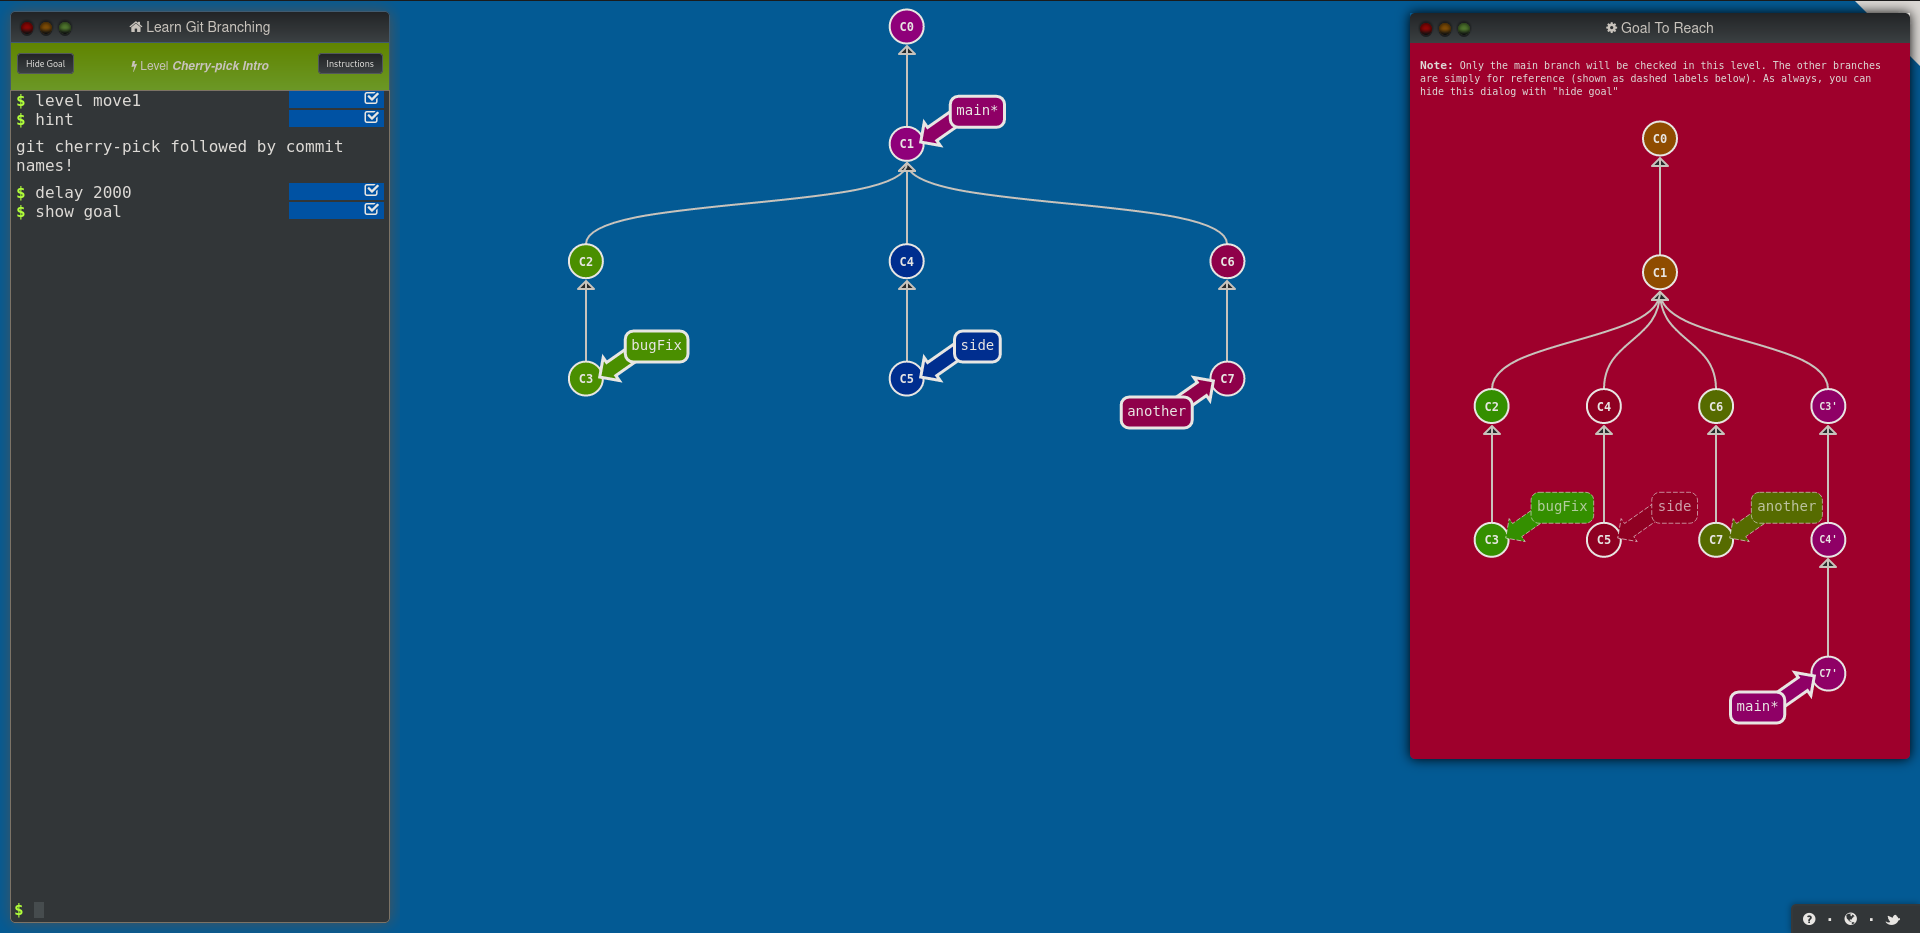 Learn Git Branching
Hide Goal
Level Cherry-pick Intro
Instructions
$ level move1
$ hint
git cherry-pick followed by commit
names!
$ delay 2000
$ show goal
$
C0
main*
C1
C2
C4
C6
bugFix
side
C3
C5
C7
another
Goal To Reach
Note: Only the main branch will be checked in this level. The other branches
are simply for reference (shown as dashed labels below). As always, you can
hide this dialog with "hide goal"
C0
C1
C2
C4
C6
C3'
bugFix
side
another
C3
C5
C7
C4'
C7'
main*